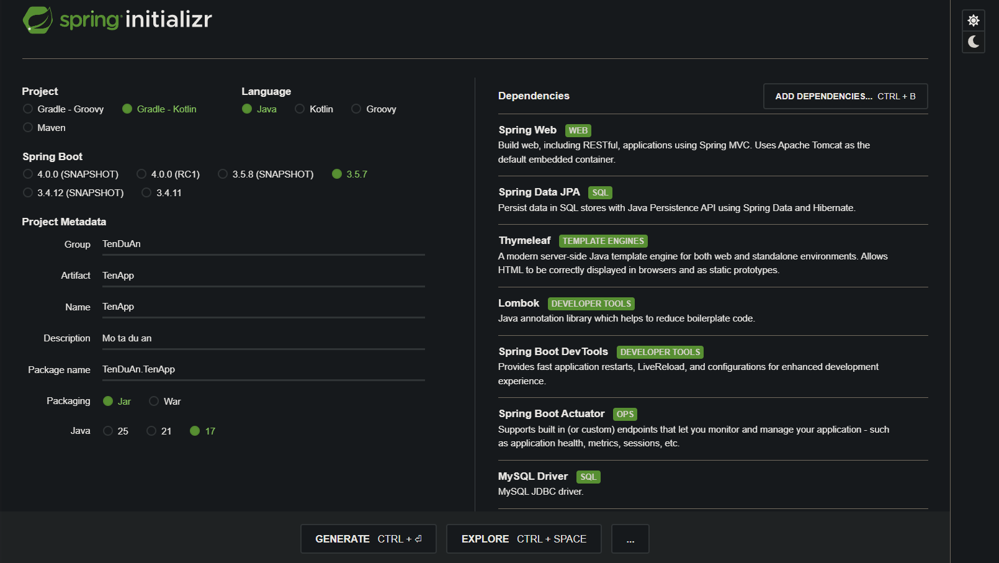 spring initializr
Project
Gradle - Groovy
Gradle - Kotlin
Maven
Language
Java
Kotlin
Groovy
Spring Boot
4.0.0 (SNAPSHOT)
4.0.0 (RC1)
3.5.8 (SNAPSHOT)
3.5.7
3.4.12 (SNAPSHOT)
3.4.11
Project Metadata
Group TenDuAn
Artifact TenApp
Name TenApp
Description Mo ta du an
Package name TenDuAn.TenApp
Packaging Jar War
Java 25 21 17
Dependencies
ADD DEPENDENCIES... CTRL + B
Spring Web WEB
Build web, including RESTful, applications using Spring MVC. Uses Apache Tomcat as the
default embedded container.
Spring Data JPA SQL
Persist data in SQL stores with Java Persistence API using Spring Data and Hibernate.
Thymeleaf TEMPLATE ENGINES
A modern server-side Java template engine for both web and standalone environments. Allows
HTML to be correctly displayed in browsers and as static prototypes.
Lombok DEVELOPER TOOLS
Java annotation library which helps to reduce boilerplate code.
Spring Boot DevTools DEVELOPER TOOLS
Provides fast application restarts, LiveReload, and configurations for enhanced development
experience.
Spring Boot Actuator OPS
Supports built in (or custom) endpoints that let you monitor and manage your application - such
as application health, metrics, sessions, etc.
MySQL Driver SQL
MySQL JDBC driver.
GENERATE CTRL + ⏎
EXPLORE CTRL + SPACE
...